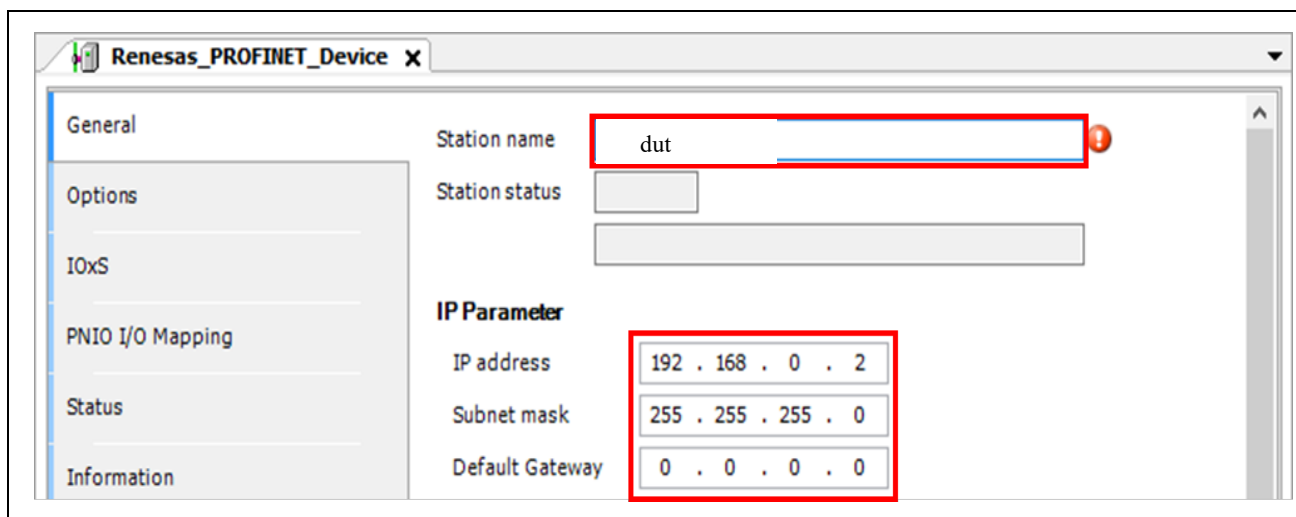 Renesas_PROFINET_Device X
General
Station name dut !
Options
Station status
IOxS
IP Parameter
PNIO I/O Mapping
IP address 192 . 168 . 0 . 2
Status
Subnet mask 255 . 255 . 255 . 0
Default Gateway 0 . 0 . 0 . 0
Information